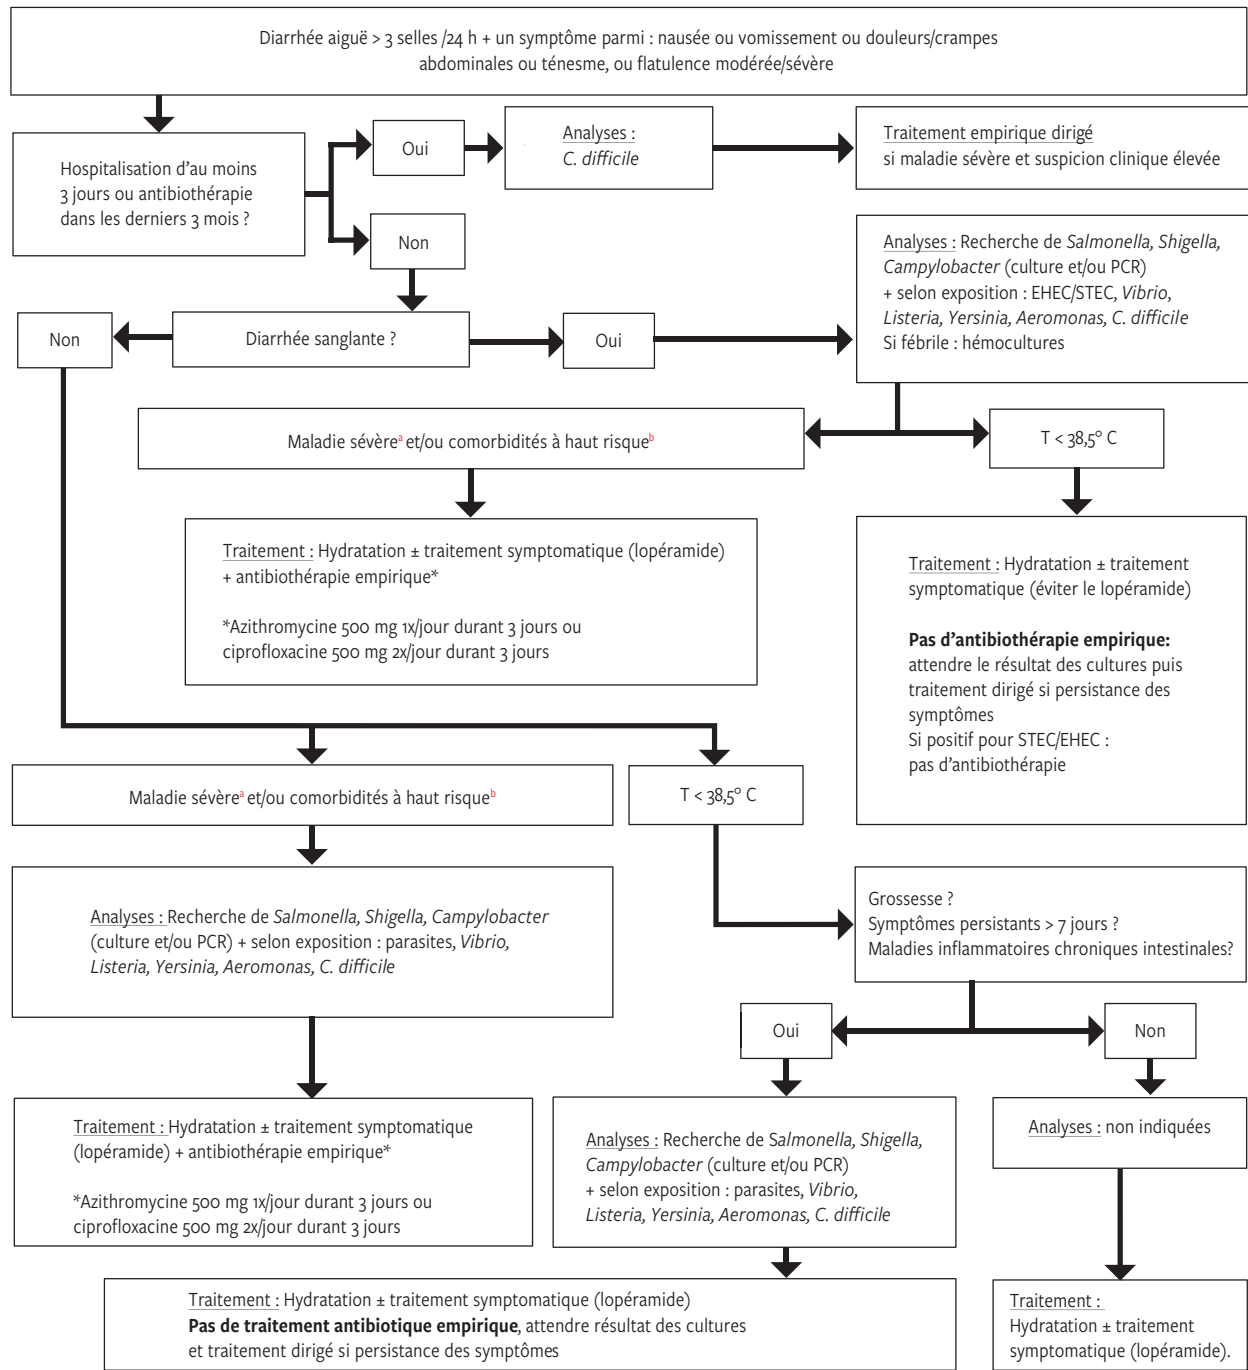 Diarrhée aiguë > 3 selles /24 h + un symptôme parmi : nausée ou vomissement ou douleurs/crampes
abdominales ou ténesme, ou flatulence modérée/sévère
Hospitalisation d'au moins
3 jours ou antibiothérapie
dans les derniers 3 mois ?
Oui
Analyses :
C. difficile
Traitement empirique dirigé
si maladie sévère et suspicion clinique élevée
Non
Diarrhée sanglante ?
Non
Oui
Analyses : Recherche de Salmonella, Shigella,
Campylobacter (culture et/ou PCR)
+ selon exposition : EHEC/STEC, Vibrio,
Listeria, Yersinia, Aeromonas, C. difficile
Si fébrile : hémocultures
Maladie sévèreᵃ et/ou comorbidités à haut risqueᵇ
T < 38,5° C
Traitement : Hydratation ± traitement symptomatique (lopéramide)
+ antibiothérapie empirique*
*Azithromycine 500 mg 1x/jour durant 3 jours ou
ciprofloxacine 500 mg 2x/jour durant 3 jours
Traitement : Hydratation ± traitement
symptomatique (éviter le lopéramide)
Pas d'antibiothérapie empirique:
attendre le résultat des cultures puis
traitement dirigé si persistance des
symptômes
Si positif pour STEC/EHEC :
pas d'antibiothérapie
Maladie sévèreᵃ et/ou comorbidités à haut risqueᵇ
T < 38,5° C
Analyses : Recherche de Salmonella, Shigella, Campylobacter
(culture et/ou PCR) + selon exposition : parasites, Vibrio,
Listeria, Yersinia, Aeromonas, C. difficile
Grossesse ?
Symptômes persistants > 7 jours ?
Maladies inflammatoires chroniques intestinales?
Oui
Non
Traitement : Hydratation ± traitement symptomatique
(lopéramide) + antibiothérapie empirique*
*Azithromycine 500 mg 1x/jour durant 3 jours ou
ciprofloxacine 500 mg 2x/jour durant 3 jours
Analyses : Recherche de Salmonella, Shigella,
Campylobacter (culture et/ou PCR)
+ selon exposition : parasites, Vibrio,
Listeria, Yersinia, Aeromonas, C. difficile
Analyses : non indiquées
Traitement : Hydratation ± traitement symptomatique (lopéramide)
Pas de traitement antibiotique empirique, attendre résultat des cultures
et traitement dirigé si persistance des symptômes
Traitement :
Hydratation ± traitement
symptomatique (lopéramide).